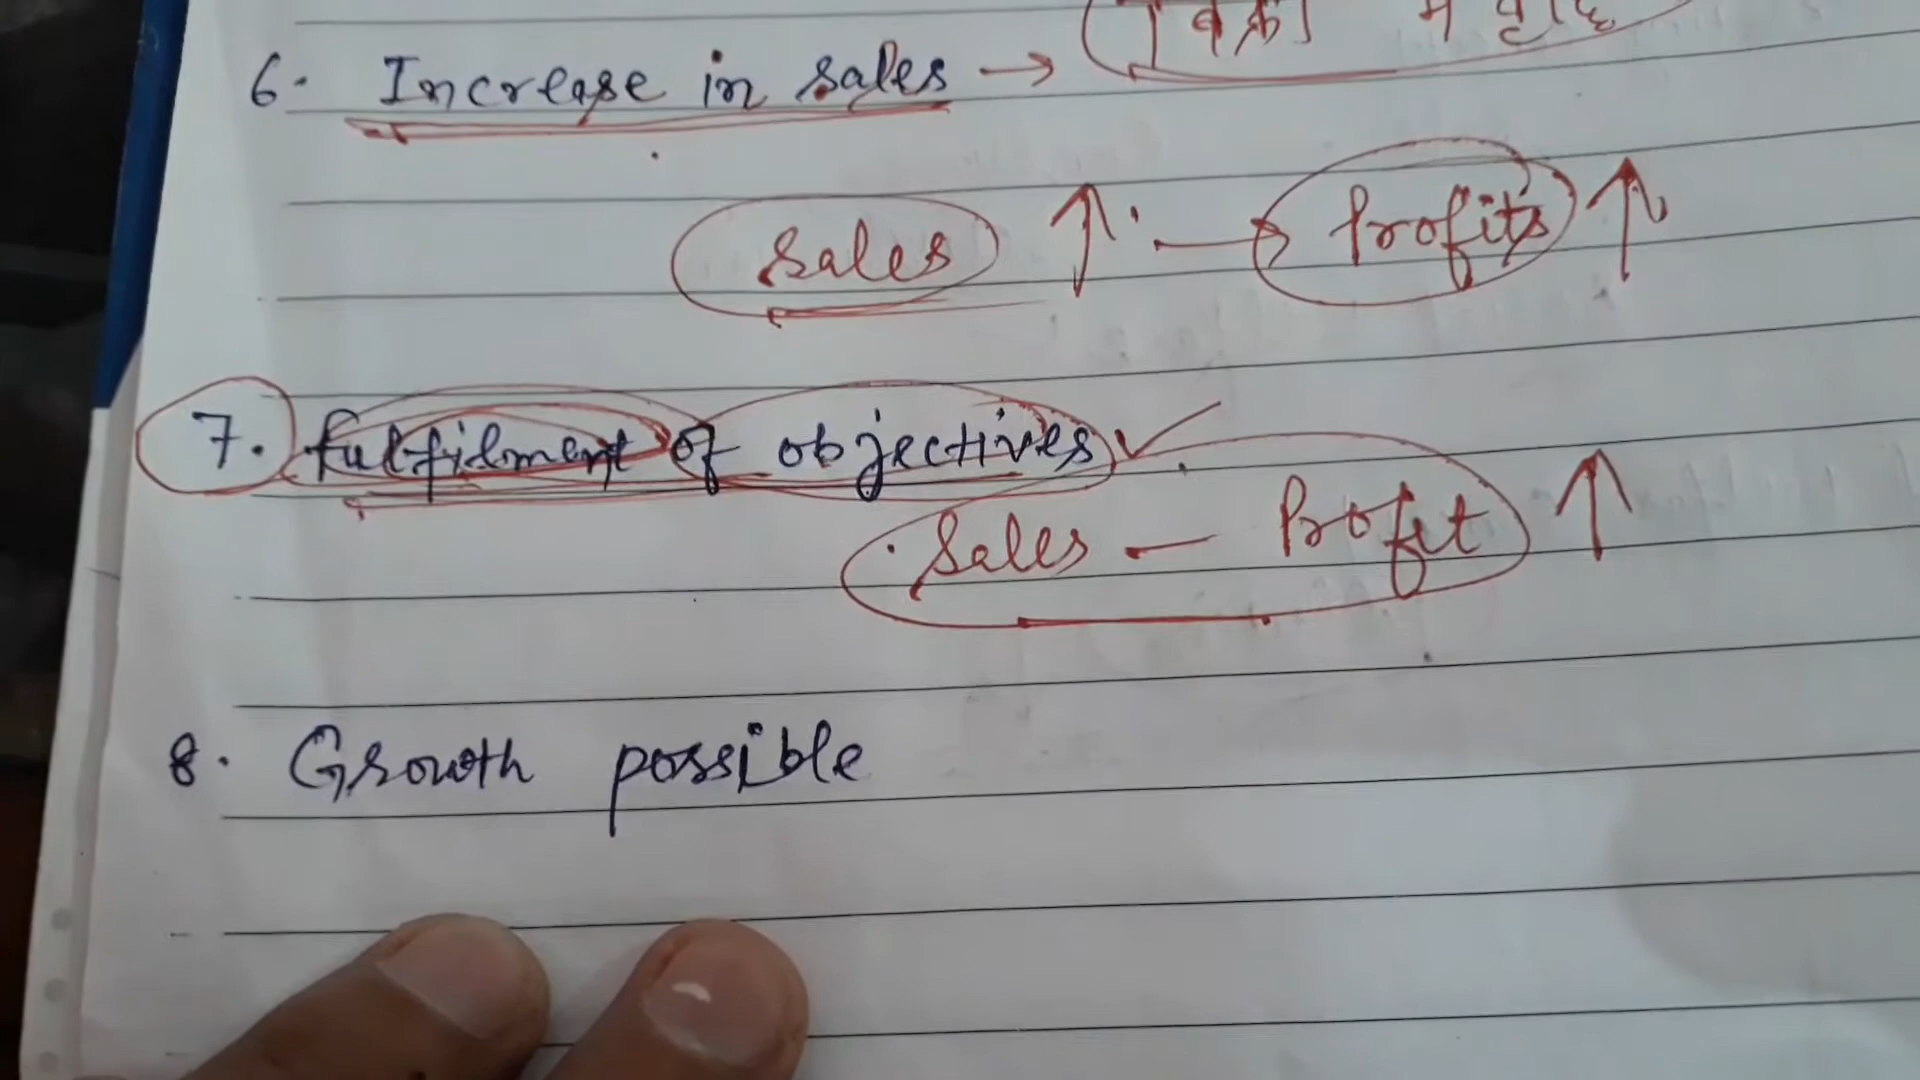 6. Increase in sales → बिक्री में वृद्धि
Sales ↑ → Profits ↑
7. fulfilment of objectives ✓
Sales — Profit ↑
8. Growth possible